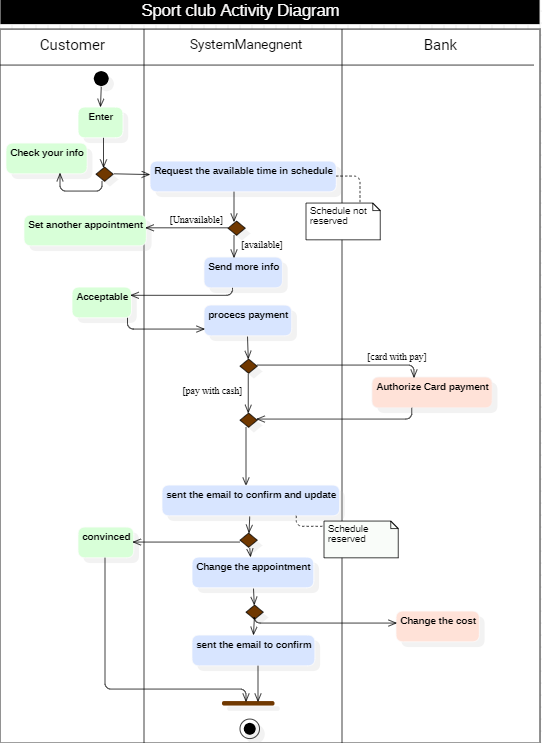 Sport club Activity Diagram
Customer
SystemManegnent
Bank
Enter
Check your info
Request the available time in schedule
Schedule not
reserved
[Unavailable]
Set another appointment
[available]
Send more info
Acceptable
procecs payment
[card with pay]
[pay with cash]
Authorize Card payment
sent the email to confirm and update
Schedule
reserved
convinced
Change the appointment
Change the cost
sent the email to confirm